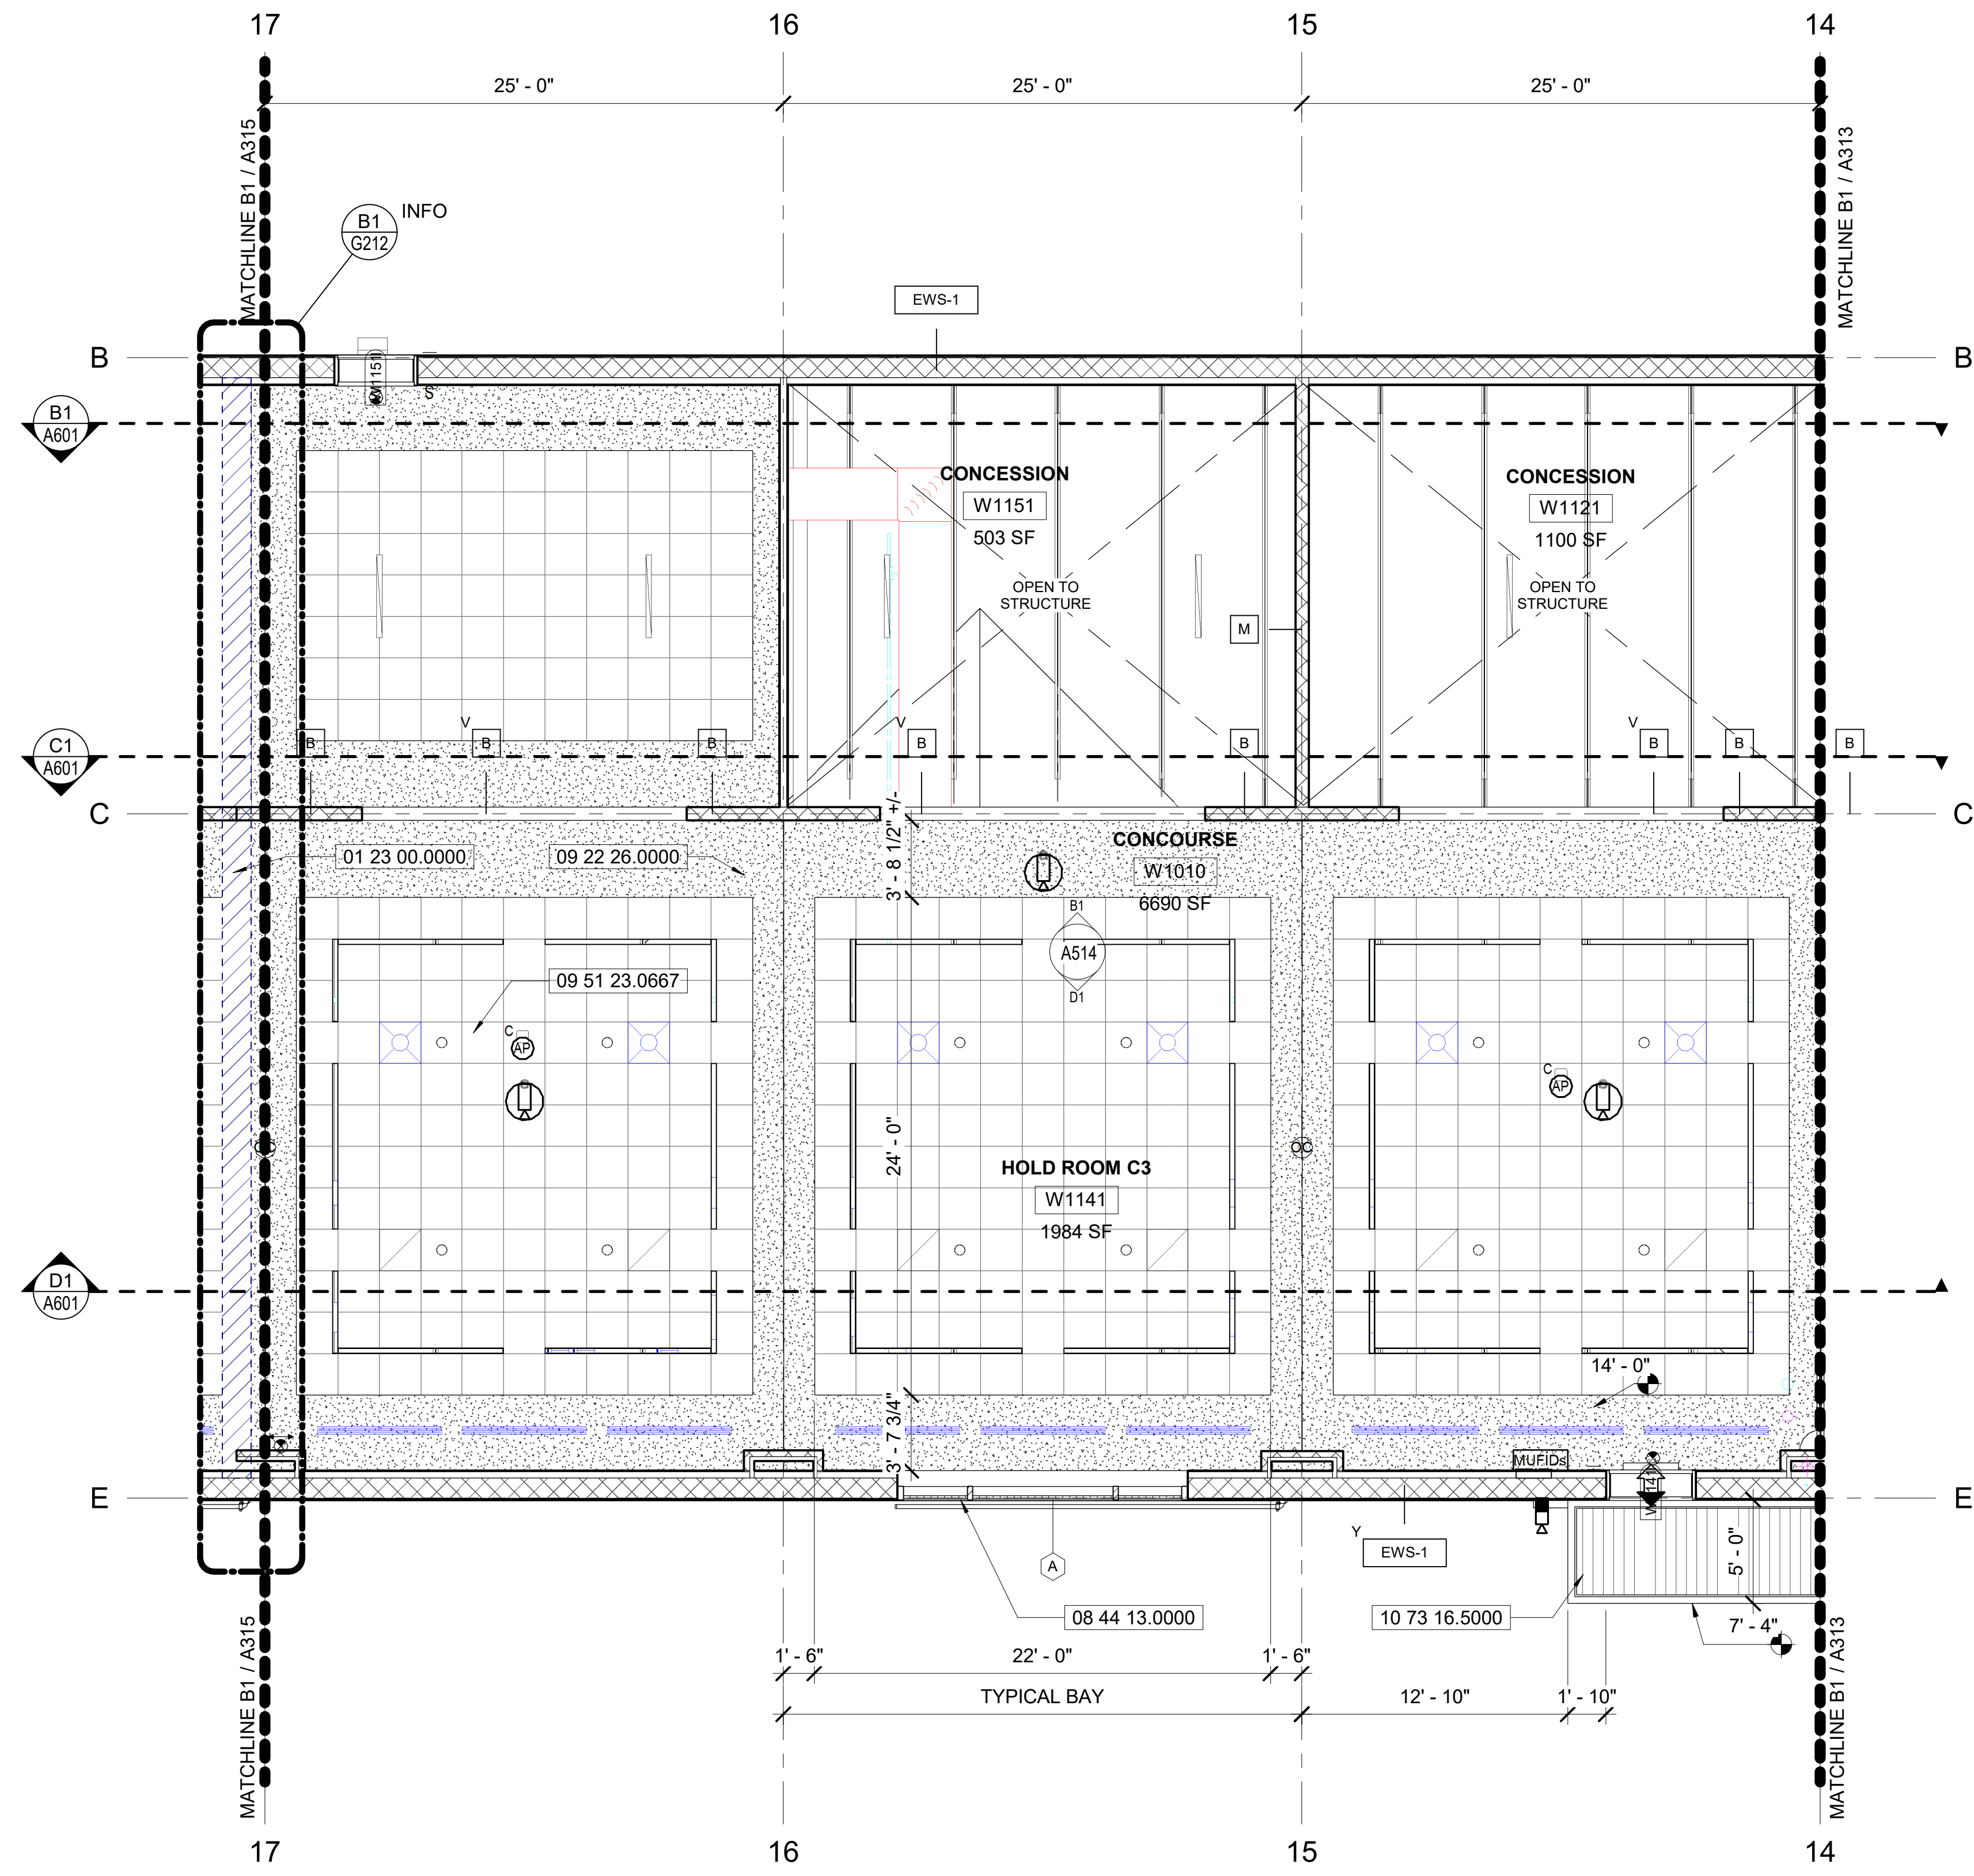 17
16
15
14
25' - 0"
25' - 0"
25' - 0"
MATCHLINE B1 / A315
MATCHLINE B1 / A313
B1
G212
INFO
EWS-1
B
B
W1151
S
B1
A601
CONCESSION
W1151
503 SF
OPEN TO
STRUCTURE
CONCESSION
W1121
1100 SF
OPEN TO
STRUCTURE
M
V
V
V
B
B
B
B
B
B
B
B
C1
A601
C
C
3' - 8 1/2" +/-
01 23 00.0000
09 22 26.0000
CONCOURSE
W1010
6690 SF
B1
A514
D1
09 51 23.0667
C
AP
C
AP
24' - 0"
OC
HOLD ROOM C3
W1141
1984 SF
D1
A601
14' - 0"
3' - 7 3/4"
MUFIDs
E
E
Y
EWS-1
A
5' - 0"
08 44 13.0000
10 73 16.5000
7' - 4"
1' - 6"
22' - 0"
1' - 6"
TYPICAL BAY
12' - 10"
1' - 10"
MATCHLINE B1 / A315
MATCHLINE B1 / A313
17
16
15
14